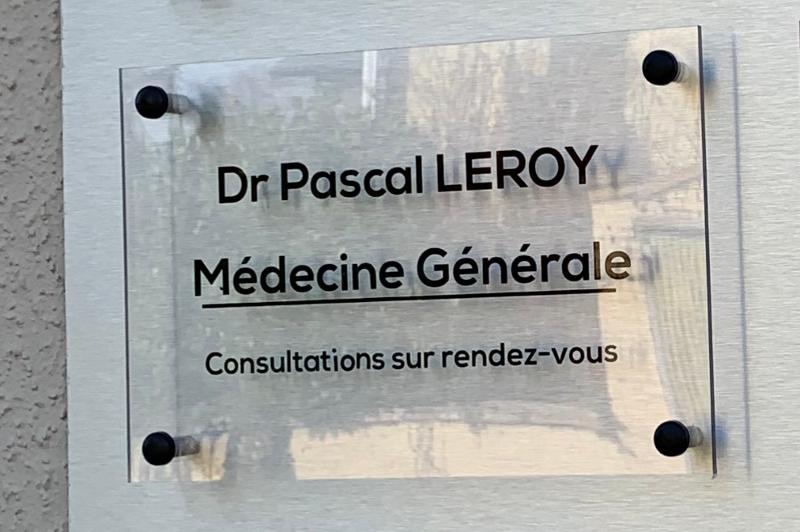 Dr Pascal LEROY
Médecine Générale
Consultations sur rendez-vous